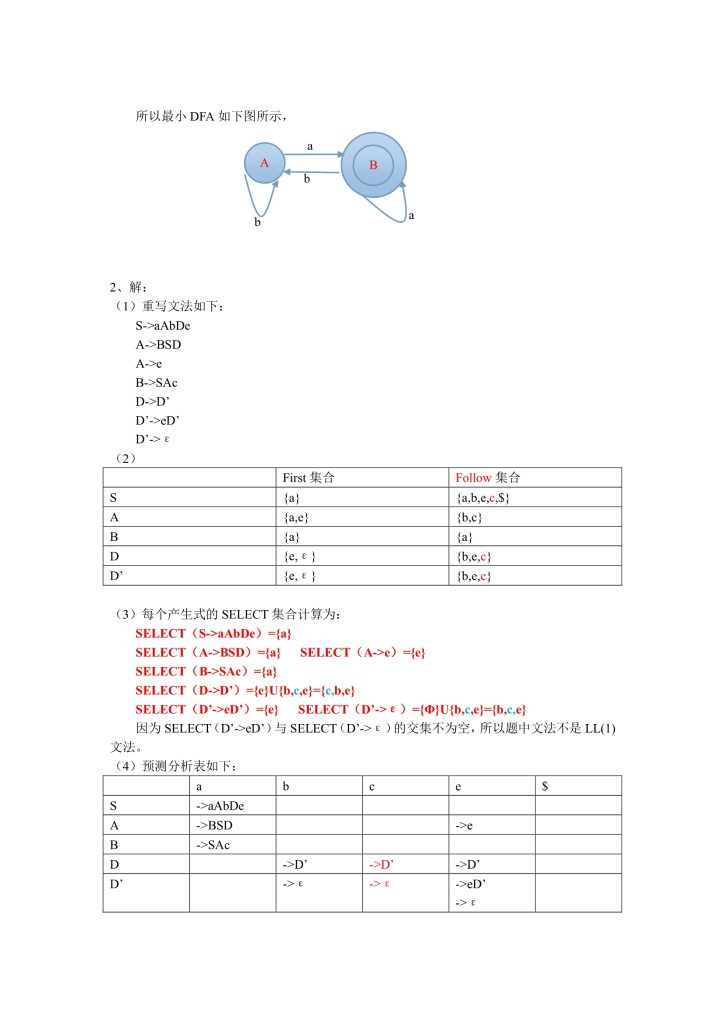 所以最小 DFA 如下图所示，
a
A
B
b
b
a
2、解：
（1）重写文法如下：
S->aAbDe
A->BSD
A->e
B->SAc
D->D’
D’->eD’
D’->ε
（2）
First 集合 Follow 集合
S {a} {a,b,e,c,$}
A {a,e} {b,c}
B {a} {a}
D {e,ε} {b,e,c}
D’ {e,ε} {b,e,c}
（3）每个产生式的 SELECT 集合计算为：
SELECT（S->aAbDe）={a}
SELECT（A->BSD）={a} SELECT（A->e）={e}
SELECT（B->SAc）={a}
SELECT（D->D’）={e}U{b,c,e}={c,b,e}
SELECT（D’->eD’）={e} SELECT（D’->ε）={Φ}U{b,c,e}={b,c,e}
因为 SELECT（D’->eD’）与 SELECT（D’->ε）的交集不为空，所以题中文法不是 LL(1)
文法。
（4）预测分析表如下：
a b c e $
S ->aAbDe
A ->BSD ->e
B ->SAc
D ->D’ ->D’ ->D’
D’ ->ε ->ε ->eD’
->ε